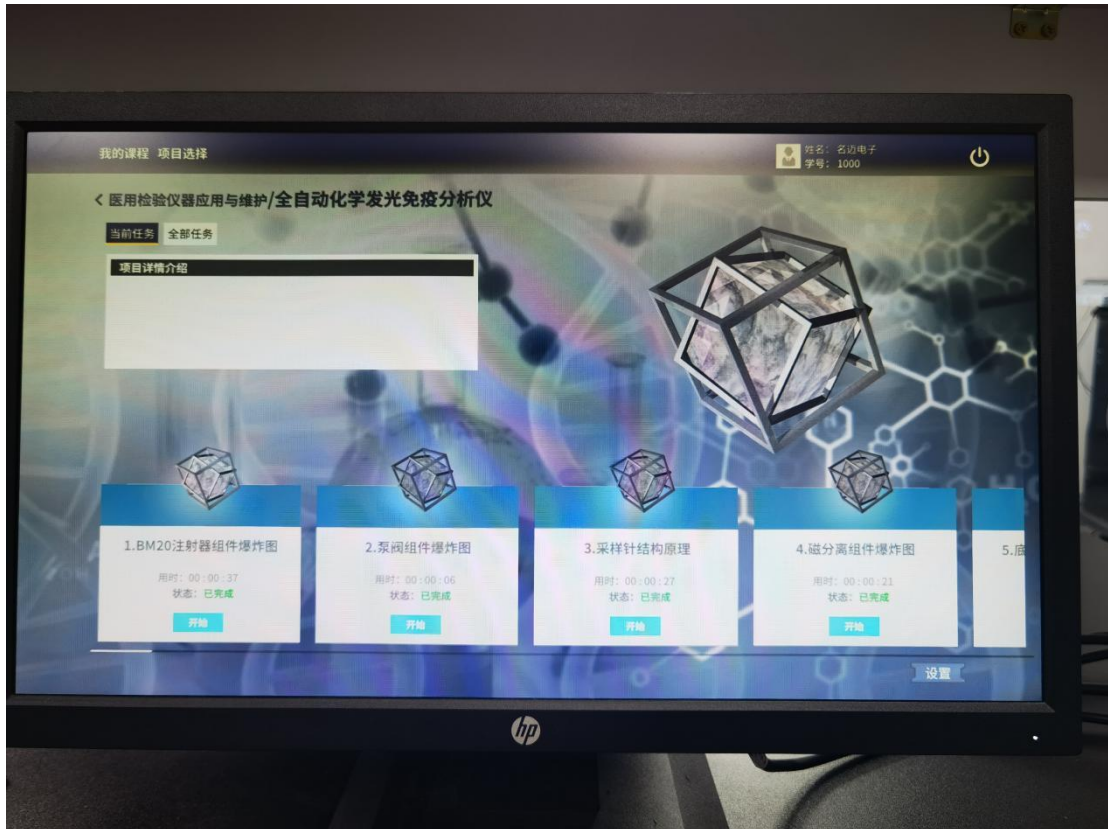 我的课程 项目选择
姓名: 名迈电子
学号: 1000
< 医用检验仪器应用与维护/全自动化学发光免疫分析仪
当前任务 全部任务
项目详情介绍
1.BM20注射器组件爆炸图
用时: 00:00:37
状态: 已完成
开始
2.泵阀组件爆炸图
用时: 00:00:06
状态: 已完成
开始
3.采样针结构原理
用时: 00:00:27
状态: 已完成
开始
4.磁分离组件爆炸图
用时: 00:00:21
状态: 已完成
开始
5.底
设置
hp